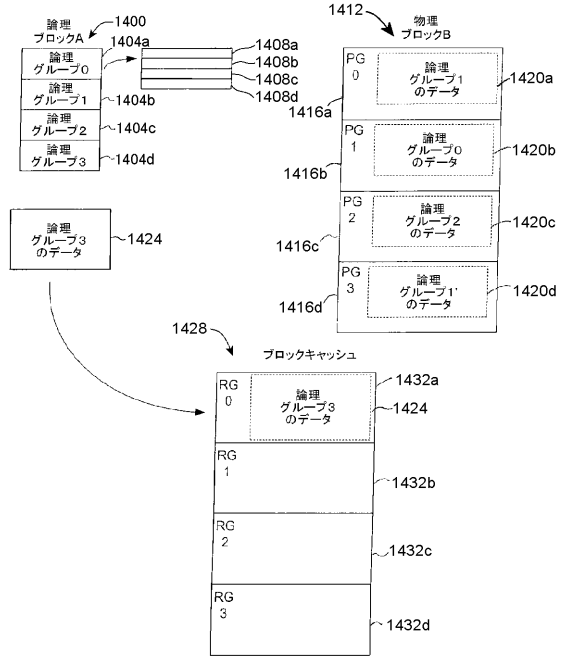 論理
ブロックA
1400
1404a
論理
グループ0
論理
グループ1
1404b
論理
グループ2
1404c
論理
グループ3
1404d
1408a
1408b
1408c
1408d
1412
物理
ブロックB
PG
0
論理
グループ1
のデータ
1420a
1416a
PG
1
論理
グループ0
のデータ
1420b
1416b
PG
2
論理
グループ2
のデータ
1420c
1416c
PG
3
論理
グループ1'
のデータ
1420d
1416d
論理
グループ3
のデータ
1424
1428
ブロックキャッシュ
RG
0
論理
グループ3
のデータ
1432a
1424
RG
1
1432b
RG
2
1432c
RG
3
1432d